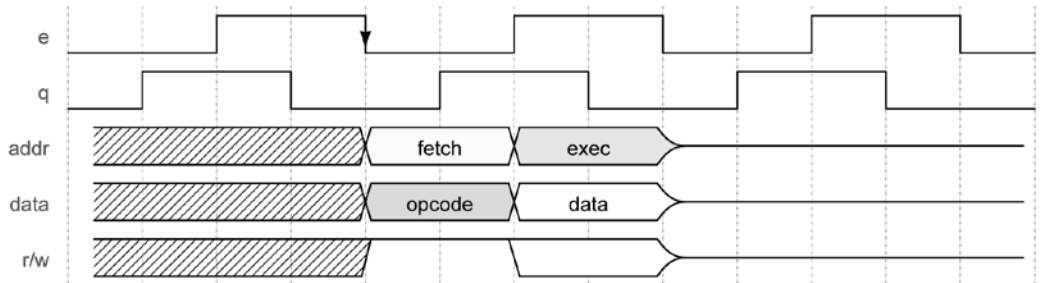 e
q
addr fetch exec
data opcode data
r/w